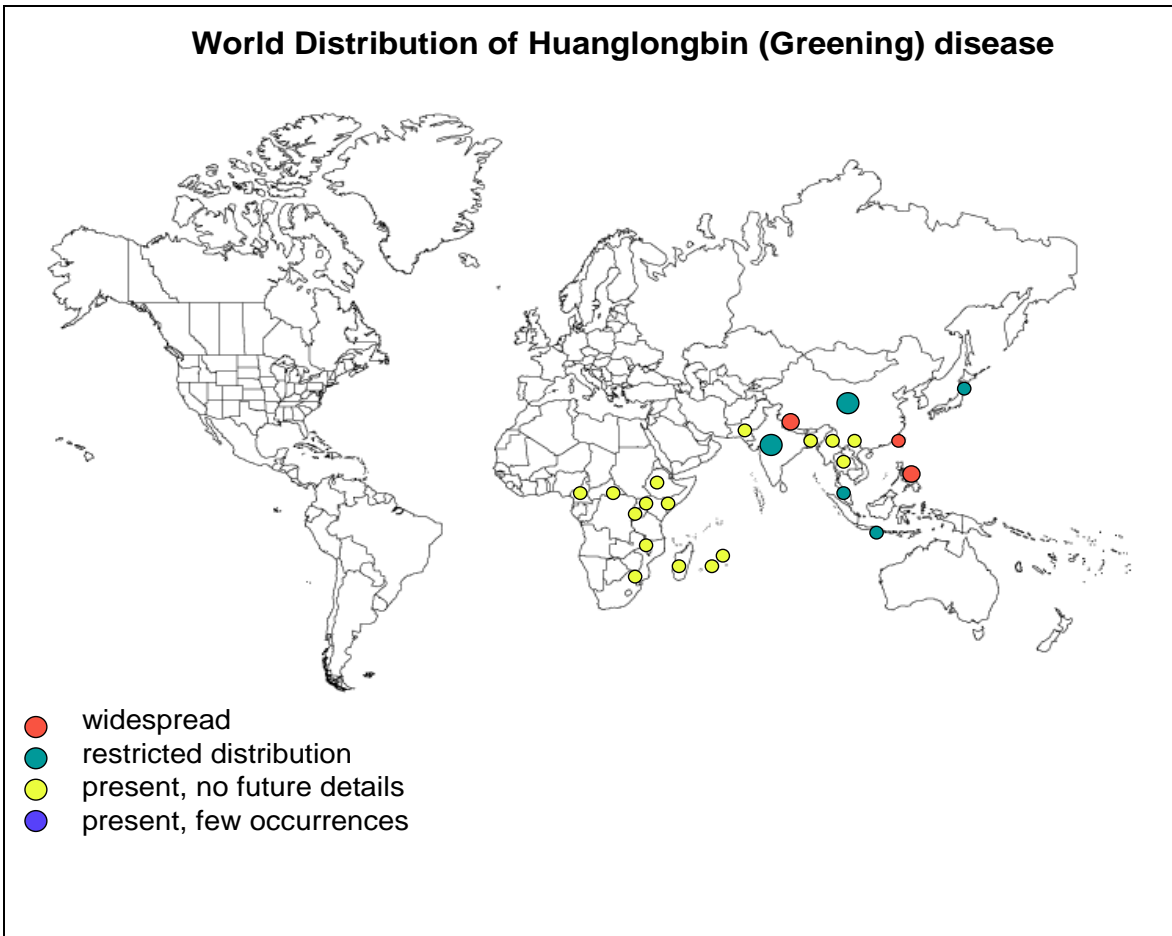 World Distribution of Huanglongbin (Greening) disease
widespread
restricted distribution
present, no future details
present, few occurrences